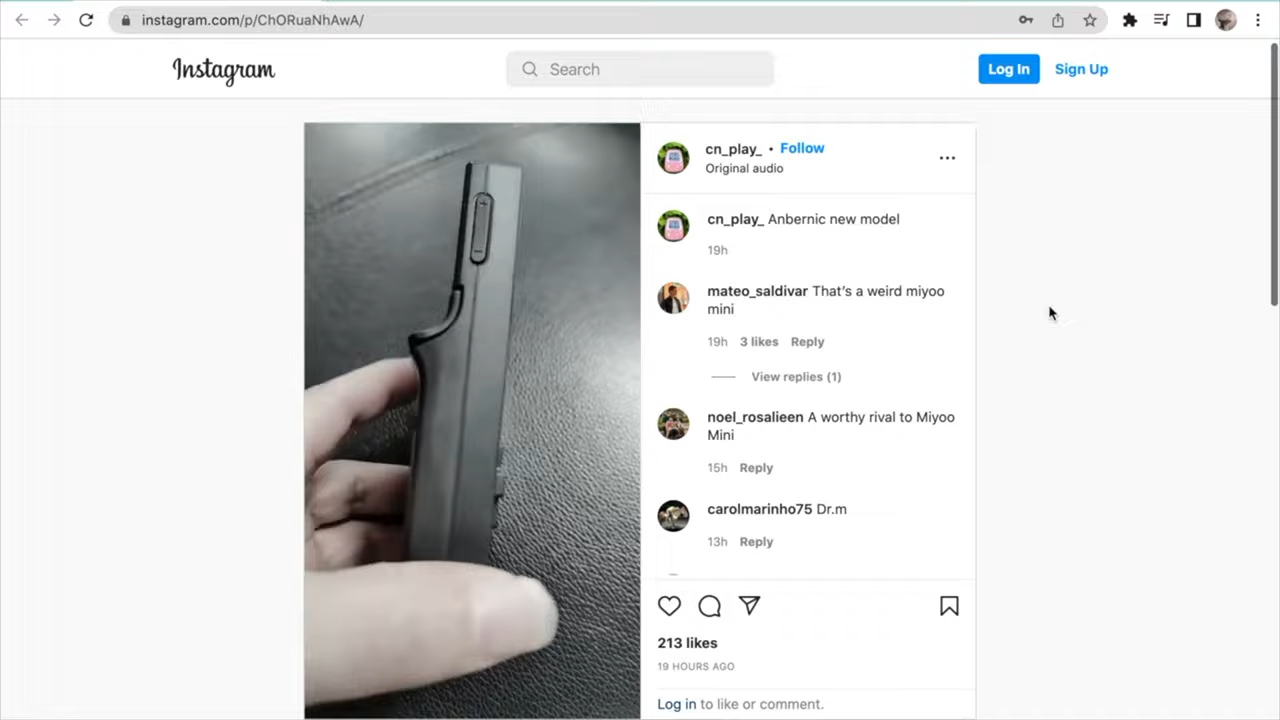 instagram.com/p/ChORuaNhAwA/
Instagram
Search
Log In
Sign Up
cn_play_ • Follow
Original audio
cn_play_ Anbernic new model
19h
mateo_saldivar That's a weird miyoo
mini
19h 3 likes Reply
View replies (1)
noel_rosalieen A worthy rival to Miyoo
Mini
15h Reply
carolmarinho75 Dr.m
13h Reply
213 likes
19 HOURS AGO
Log in to like or comment.